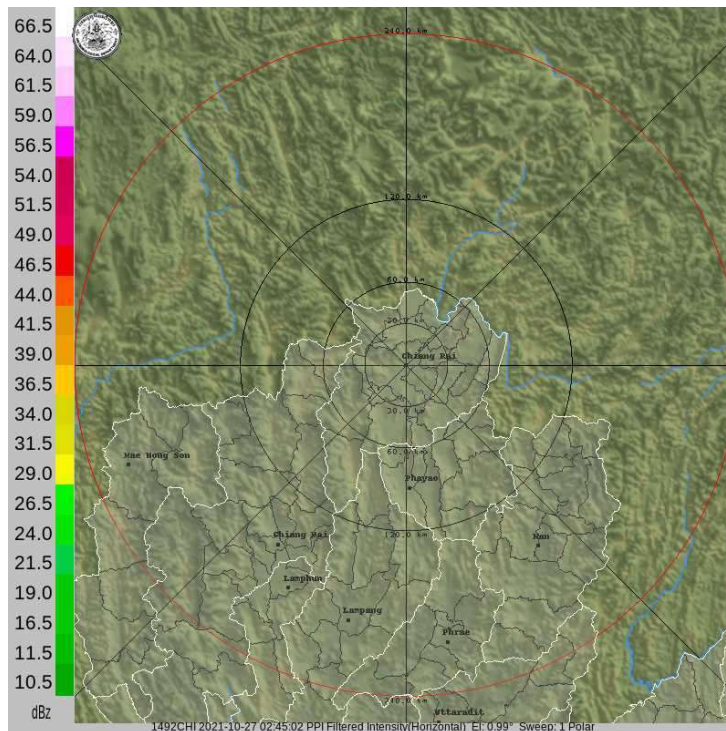 66.5
64.0
61.5
59.0
56.5
54.0
51.5
49.0
46.5
44.0
41.5
39.0
36.5
34.0
31.5
29.0
26.5
24.0
21.5
19.0
16.5
11.5
10.5
dBz
240.0 km
120.0 km
60.0 km
30.0 km
Chiang Rai
30.0 km
60.0 km
Mae Hong Son
Phayao
120.0 km
Chiang Mai
Nan
Lamphun
Lampang
Phrae
Uttaradit
1492CHI 2021-10-27 02:45:02 PPI Filtered Intensity(Horizontal) El: 0.99° Sweep: 1 Polar